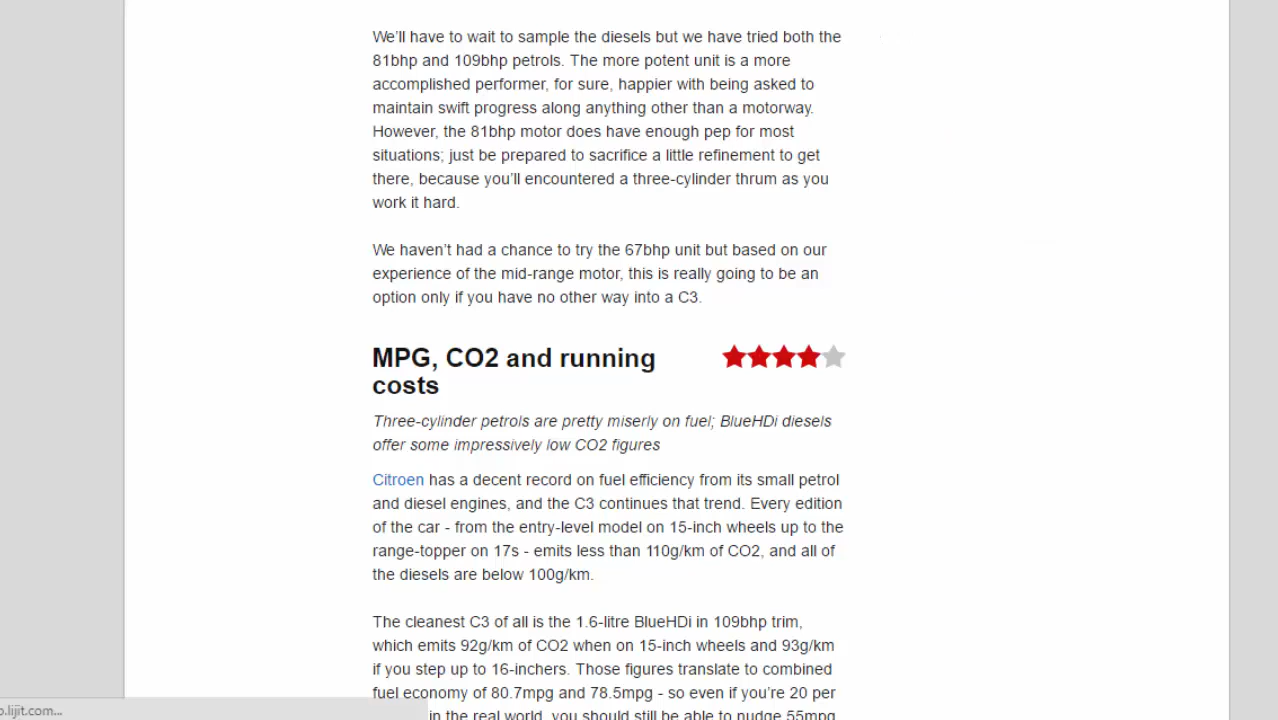 We'll have to wait to sample the diesels but we have tried both the
81bhp and 109bhp petrols. The more potent unit is a more
accomplished performer, for sure, happier with being asked to
maintain swift progress along anything other than a motorway.
However, the 81bhp motor does have enough pep for most
situations; just be prepared to sacrifice a little refinement to get
there, because you'll encountered a three-cylinder thrum as you
work it hard.
We haven't had a chance to try the 67bhp unit but based on our
experience of the mid-range motor, this is really going to be an
option only if you have no other way into a C3.
MPG, CO2 and running
costs
Three-cylinder petrols are pretty miserly on fuel; BlueHDi diesels
offer some impressively low CO2 figures
Citroen has a decent record on fuel efficiency from its small petrol
and diesel engines, and the C3 continues that trend. Every edition
of the car - from the entry-level model on 15-inch wheels up to the
range-topper on 17s - emits less than 110g/km of CO2, and all of
the diesels are below 100g/km.
The cleanest C3 of all is the 1.6-litre BlueHDi in 109bhp trim,
which emits 92g/km of CO2 when on 15-inch wheels and 93g/km
if you step up to 16-inchers. Those figures translate to combined
fuel economy of 80.7mpg and 78.5mpg - so even if you're 20 per
in the real world, you should still be able to nudge 55mpg
o.lijit.com...